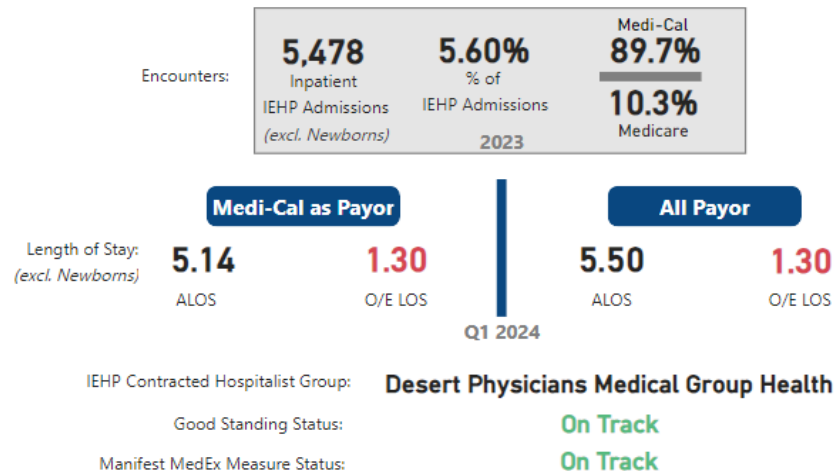 Encounters:
5,478
Inpatient
IEHP Admissions
(excl. Newborns)
5.60%
% of
IEHP Admissions
2023
Medi-Cal
89.7%
10.3%
Medicare
Medi-Cal as Payor
All Payor
Length of Stay:
(excl. Newborns)
5.14
ALOS
1.30
O/E LOS
5.50
ALOS
1.30
O/E LOS
Q1 2024
IEHP Contracted Hospitalist Group: Desert Physicians Medical Group Health
Good Standing Status: On Track
Manifest MedEx Measure Status: On Track